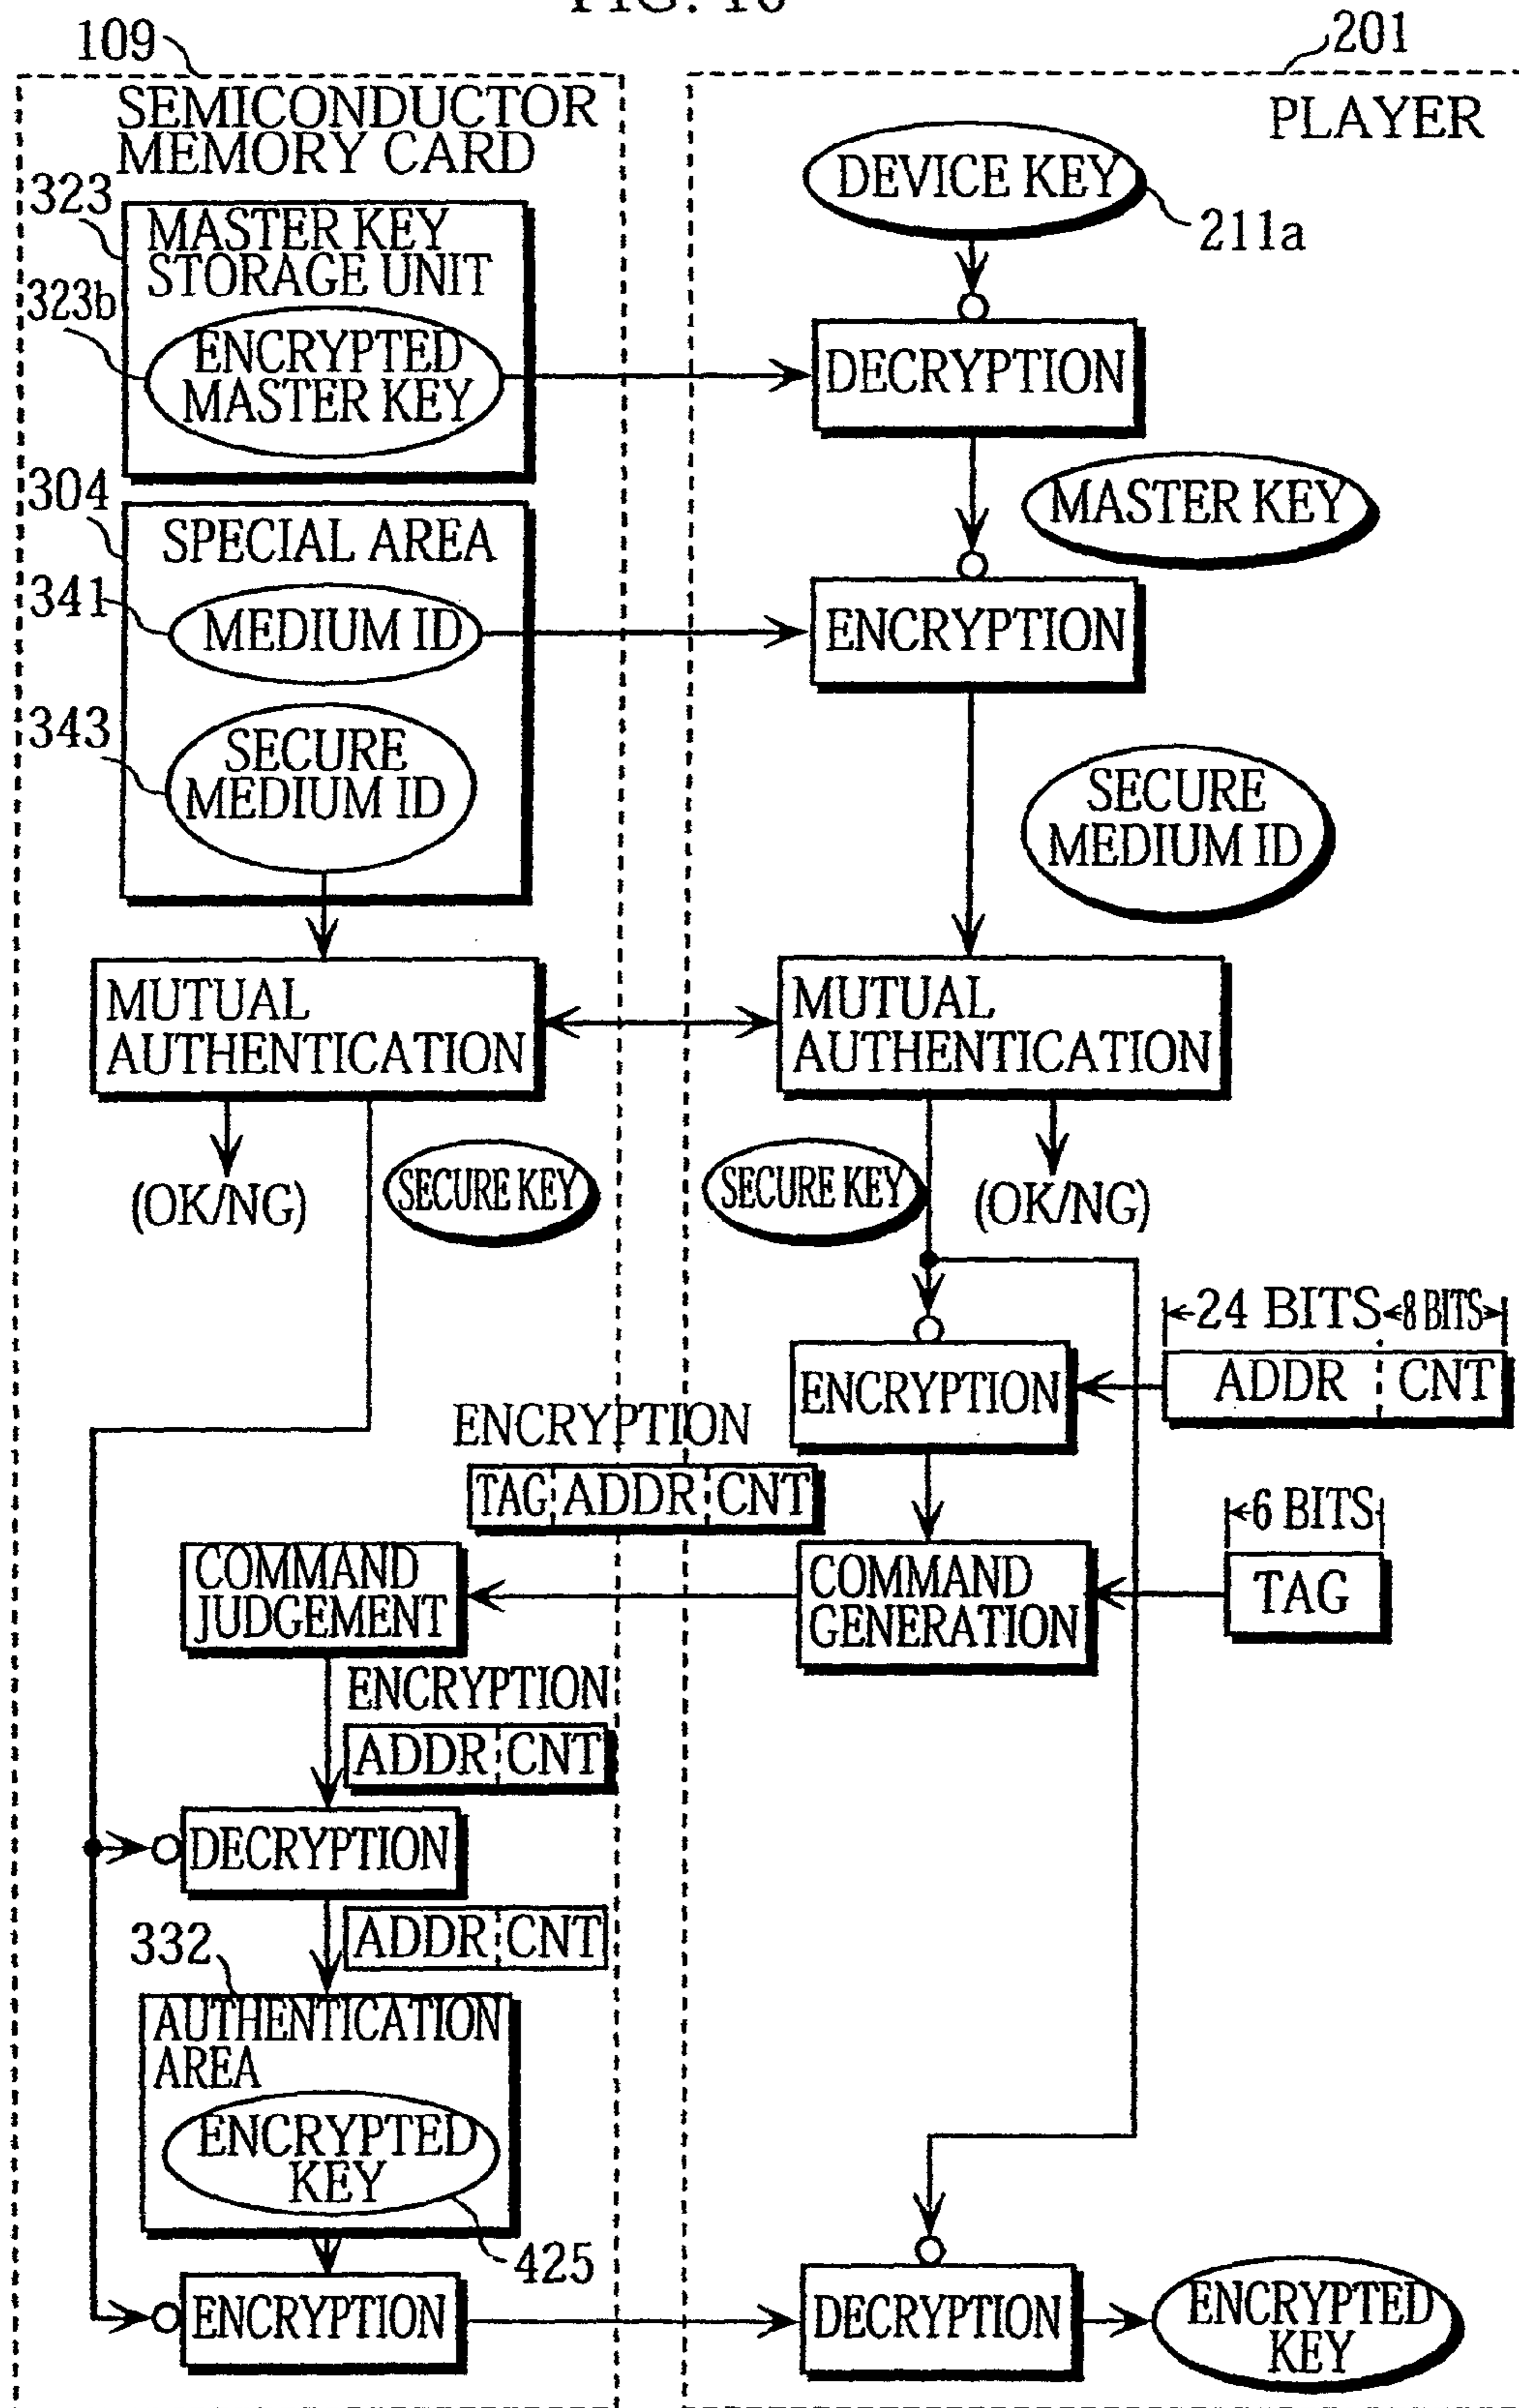 109
201
SEMICONDUCTOR
MEMORY CARD
PLAYER
323
MASTER KEY
STORAGE UNIT
323b
ENCRYPTED
MASTER KEY
DEVICE KEY
211a
DECRYPTION
MASTER KEY
304
SPECIAL AREA
341
MEDIUM ID
ENCRYPTION
343
SECURE
MEDIUM ID
SECURE
MEDIUM ID
MUTUAL
AUTHENTICATION
MUTUAL
AUTHENTICATION
(OK/NG)
SECURE KEY
SECURE KEY
(OK/NG)
24 BITS
8 BITS
ENCRYPTION
ADDR
CNT
ENCRYPTION
TAG
ADDR
CNT
6 BITS
COMMAND
JUDGEMENT
COMMAND
GENERATION
TAG
ENCRYPTION
ADDR
CNT
DECRYPTION
ADDR
CNT
332
AUTHENTICATION
AREA
ENCRYPTED
KEY
425
ENCRYPTION
DECRYPTION
ENCRYPTED
KEY